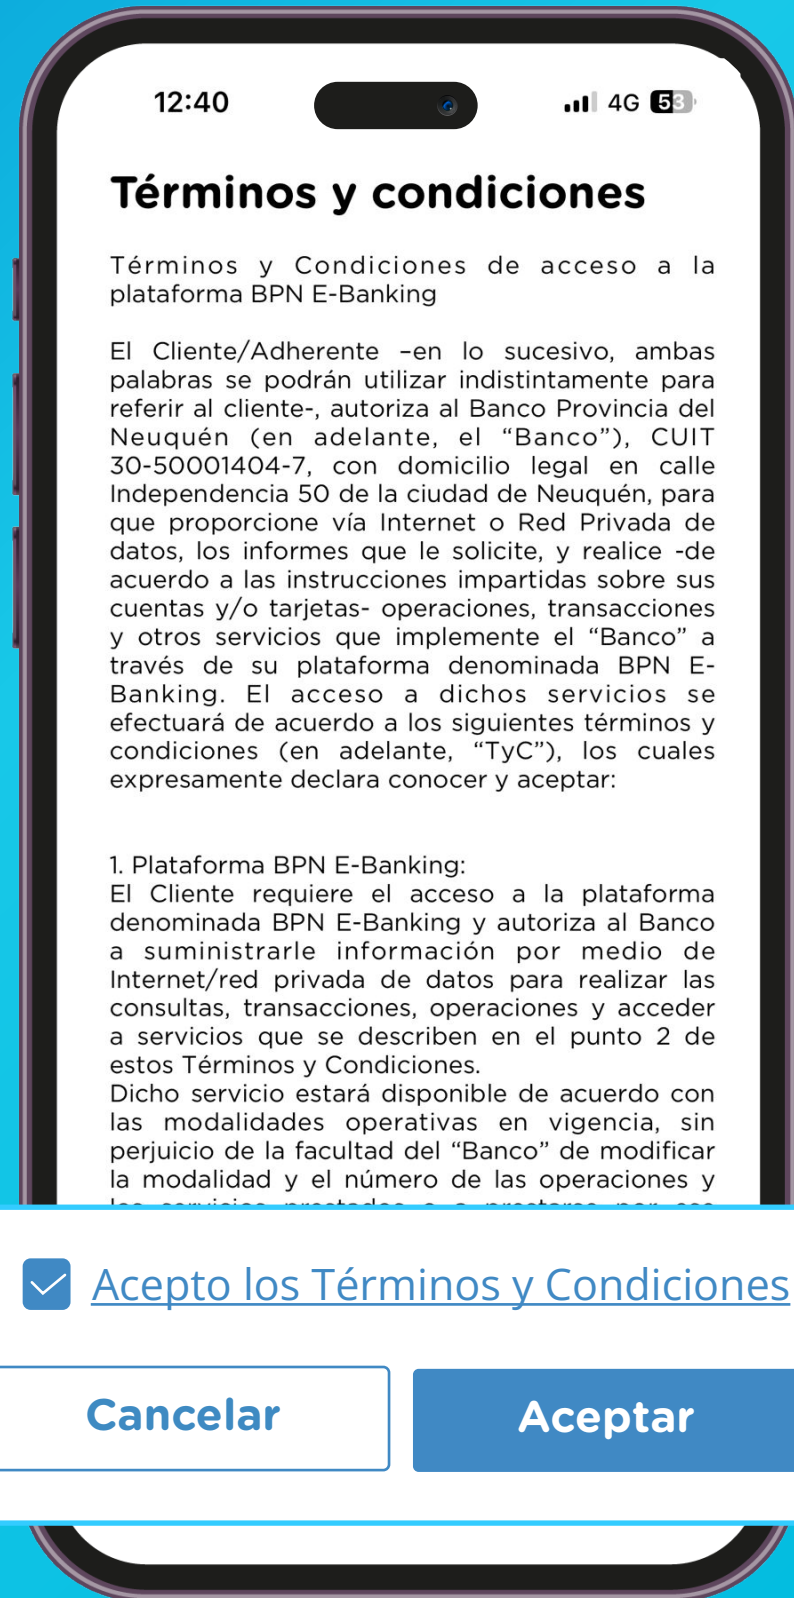 12:40
4G 53
Términos y condiciones
Términos y Condiciones de acceso a la
plataforma BPN E-Banking
El Cliente/Adherente –en lo sucesivo, ambas
palabras se podrán utilizar indistintamente para
referir al cliente-, autoriza al Banco Provincia del
Neuquén (en adelante, el “Banco”), CUIT
30-50001404-7, con domicilio legal en calle
Independencia 50 de la ciudad de Neuquén, para
que proporcione vía Internet o Red Privada de
datos, los informes que le solicite, y realice -de
acuerdo a las instrucciones impartidas sobre sus
cuentas y/o tarjetas- operaciones, transacciones
y otros servicios que implemente el “Banco” a
través de su plataforma denominada BPN E-
Banking. El acceso a dichos servicios se
efectuará de acuerdo a los siguientes términos y
condiciones (en adelante, “TyC”), los cuales
expresamente declara conocer y aceptar:
1. Plataforma BPN E-Banking:
El Cliente requiere el acceso a la plataforma
denominada BPN E-Banking y autoriza al Banco
a suministrarle información por medio de
Internet/red privada de datos para realizar las
consultas, transacciones, operaciones y acceder
a servicios que se describen en el punto 2 de
estos Términos y Condiciones.
Dicho servicio estará disponible de acuerdo con
las modalidades operativas en vigencia, sin
perjuicio de la facultad del “Banco” de modificar
la modalidad y el número de las operaciones y
Acepto los Términos y Condiciones
Cancelar
Aceptar